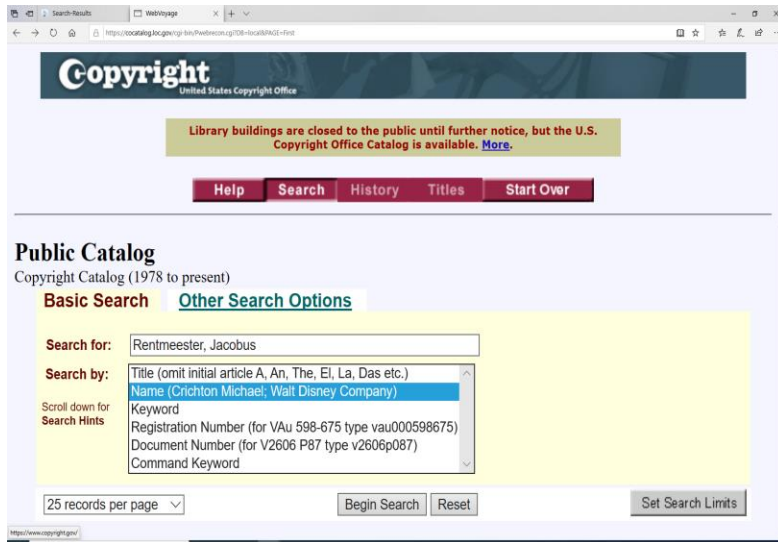 Search-Results
WebVoyage
https://cocatalog.loc.gov/cgi-bin/Pwebrecon.cgi?DB=local&PAGE=First
Copyright
United States Copyright Office
Library buildings are closed to the public until further notice, but the U.S.
Copyright Office Catalog is available. More.
Help Search History Titles Start Over
Public Catalog
Copyright Catalog (1978 to present)
Basic Search Other Search Options
Search for: Rentmeester, Jacobus
Search by: Title (omit initial article A, An, The, El, La, Das etc.)
Name (Crichton Michael; Walt Disney Company)
Scroll down for Keyword
Search Hints Registration Number (for VAu 598-675 type vau000598675)
Document Number (for V2606 P87 type v2606p087)
Command Keyword
25 records per page Begin Search Reset Set Search Limits
https://www.copyright.gov/